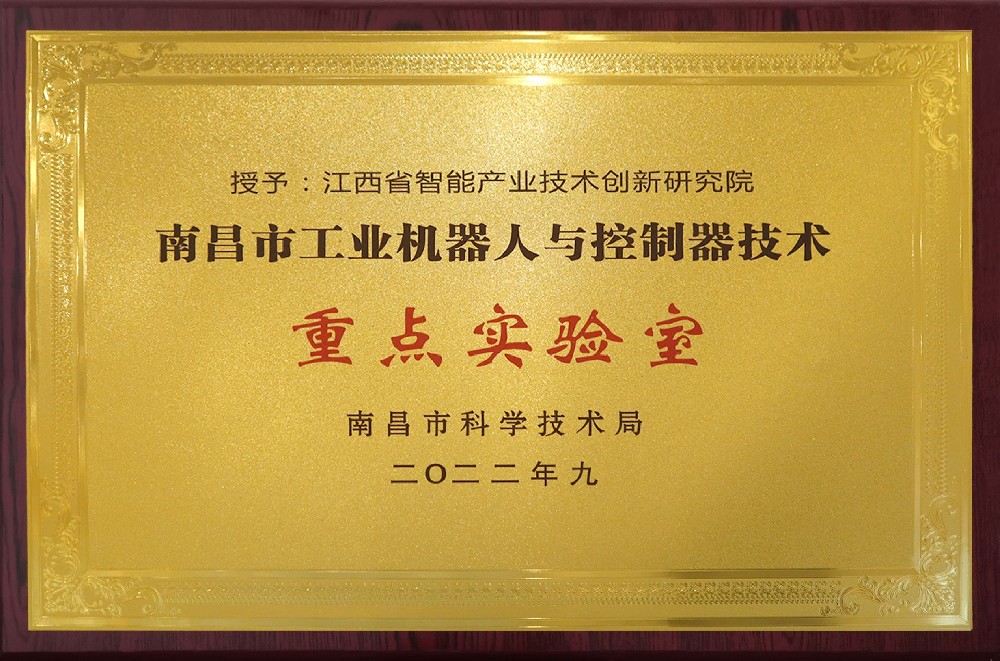 授予：江西省智能产业技术创新研究院
南昌市工业机器人与控制器技术
重点实验室
南昌市科学技术局
二〇二二年九